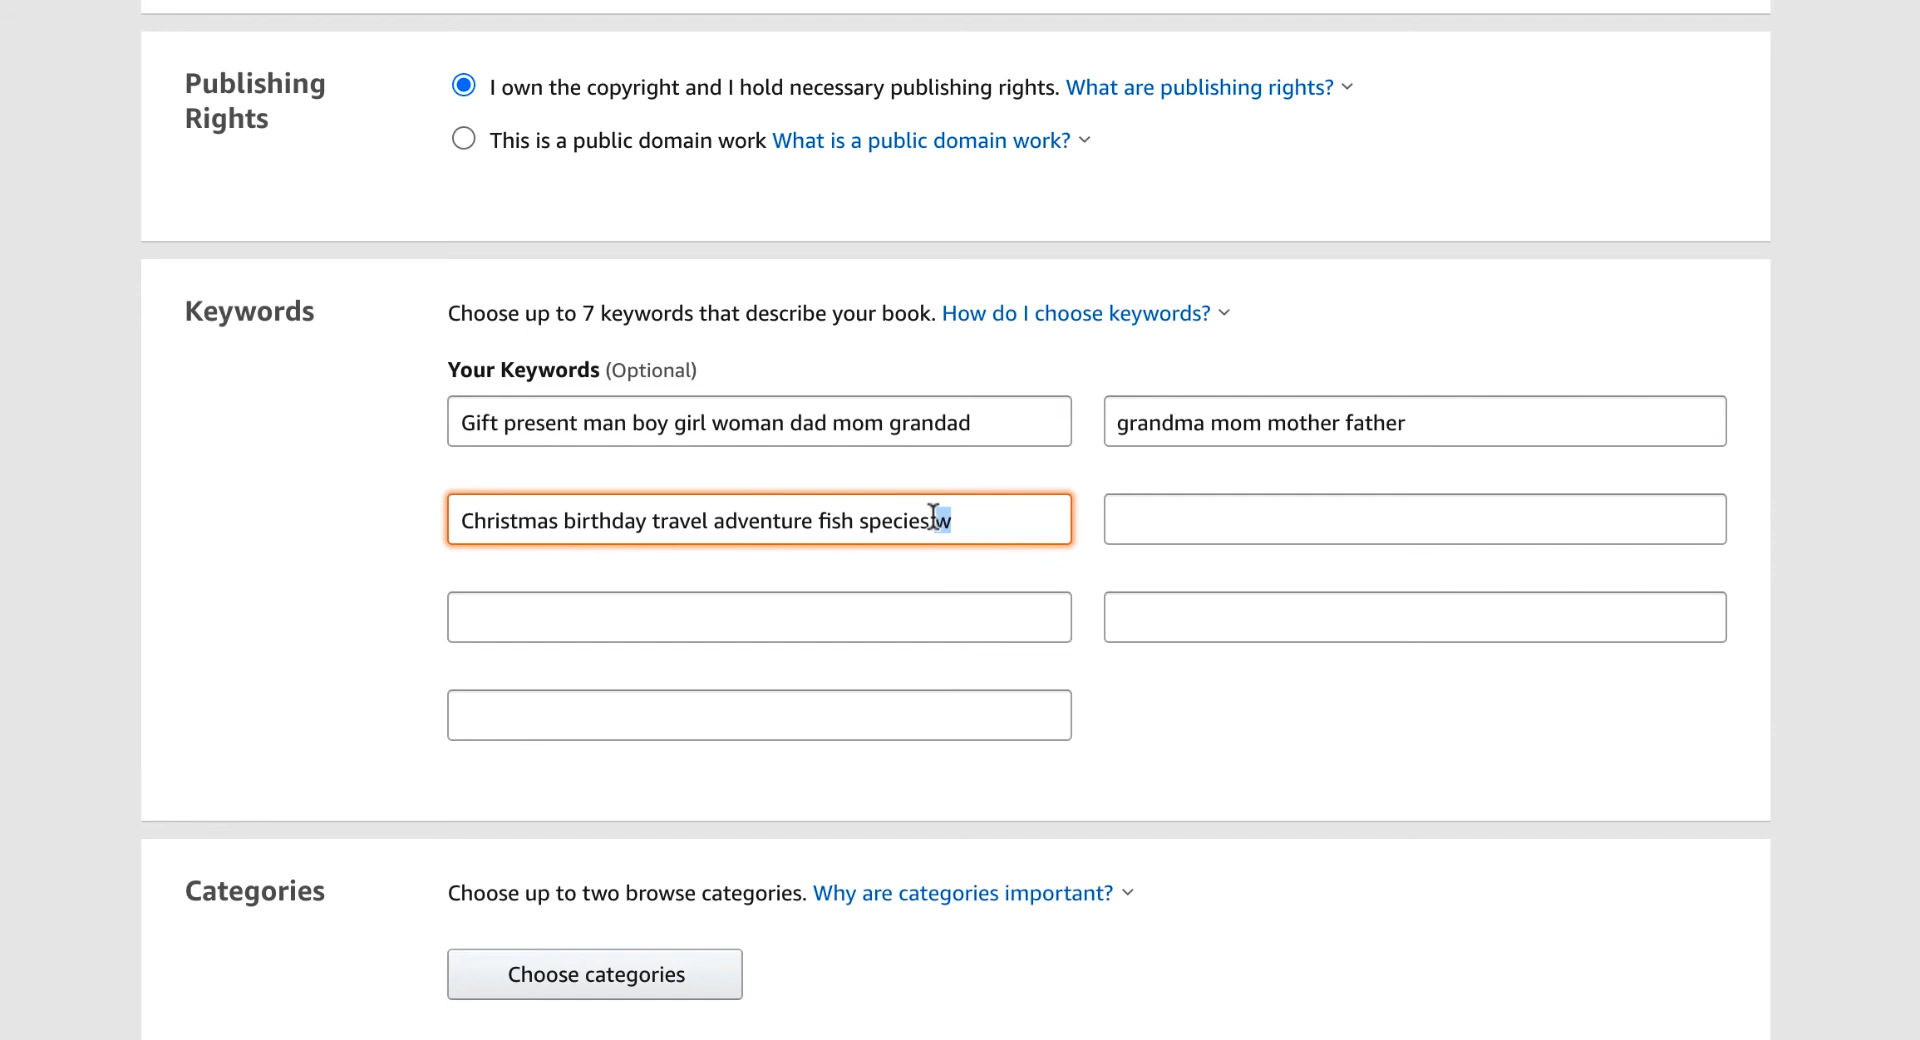 Publishing
Rights
I own the copyright and I hold necessary publishing rights. What are publishing rights?
This is a public domain work What is a public domain work?
Keywords
Choose up to 7 keywords that describe your book. How do I choose keywords?
Your Keywords (Optional)
Gift present man boy girl woman dad mom grandad
grandma mom mother father
Christmas birthday travel adventure fish species w
Categories
Choose up to two browse categories. Why are categories important?
Choose categories